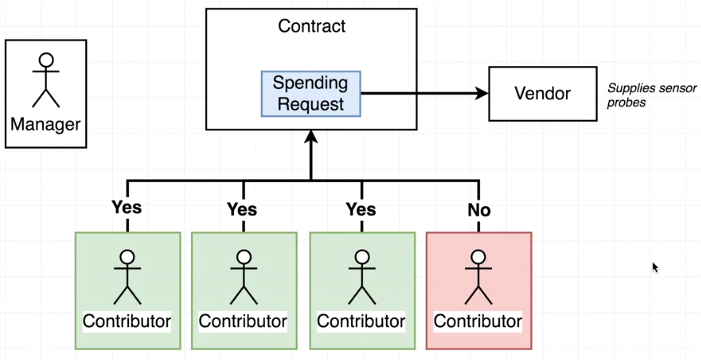 Contract
Spending
Request
Vendor
Supplies sensor
probes
Manager
Yes
Yes
Yes
No
Contributor
Contributor
Contributor
Contributor